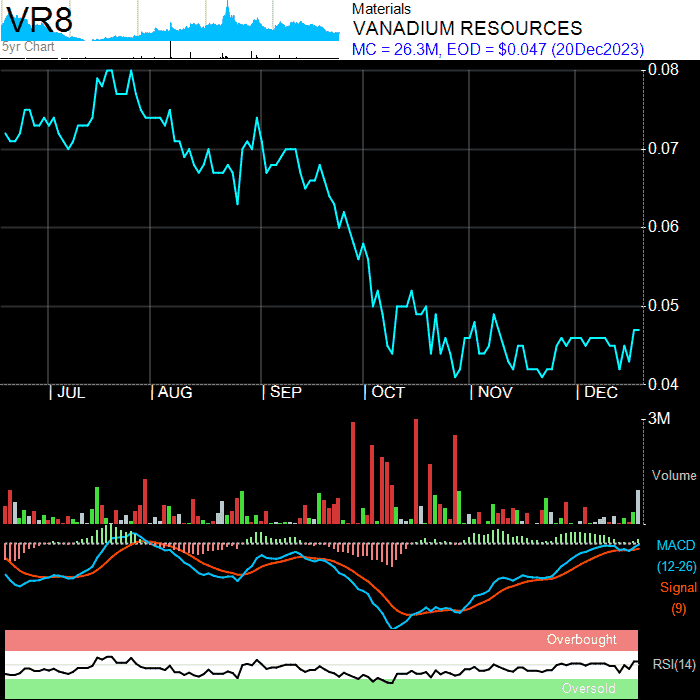 VR8
5yr Chart
Materials
VANADIUM RESOURCES
MC = 26.3M, EOD = $0.047 (20Dec2023)
0.08
0.07
0.06
0.05
0.04
JUL AUG SEP OCT NOV DEC
3M
Volume
MACD
(12-26)
Signal
(9)
Overbought
RSI(14)
Oversold